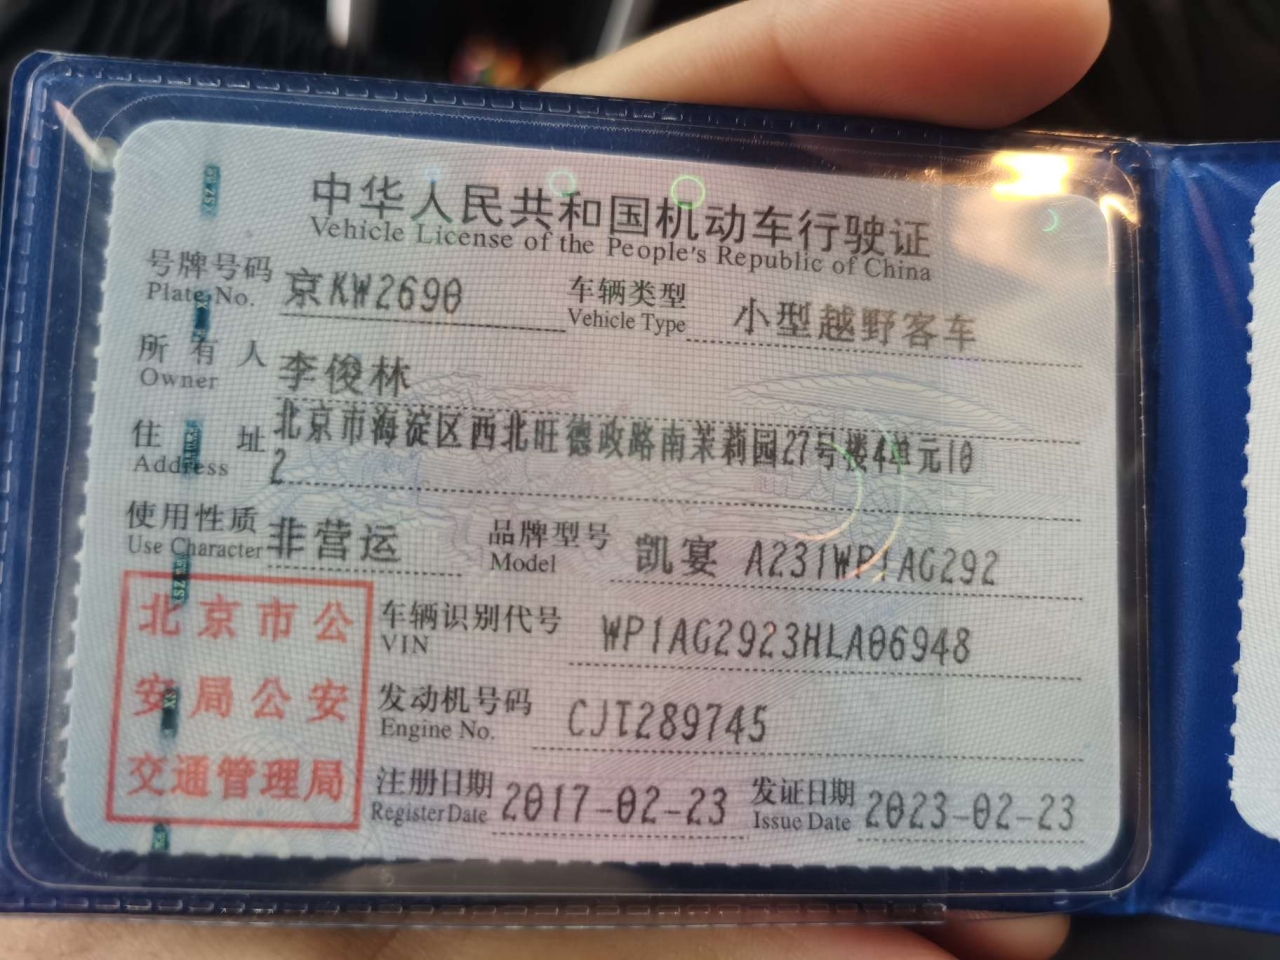 中华人民共和国机动车行驶证
Vehicle License of the People's Republic of China
号牌号码 京KW2690 车辆类型 小型越野客车
Plate No. Vehicle Type
所有人 李俊林
Owner
住址 北京市海淀区西北旺德政路南茉莉园27号楼4单元10
Address 2
使用性质 非营运 品牌型号 凯宴 A231WP1AG292
Use Character Model
北京市公
安局公安
交通管理局
车辆识别代号 WP1AG2923HLA06948
VIN
发动机号码 CJT289745
Engine No.
注册日期 2017-02-23 发证日期 2023-02-23
Register Date Issue Date